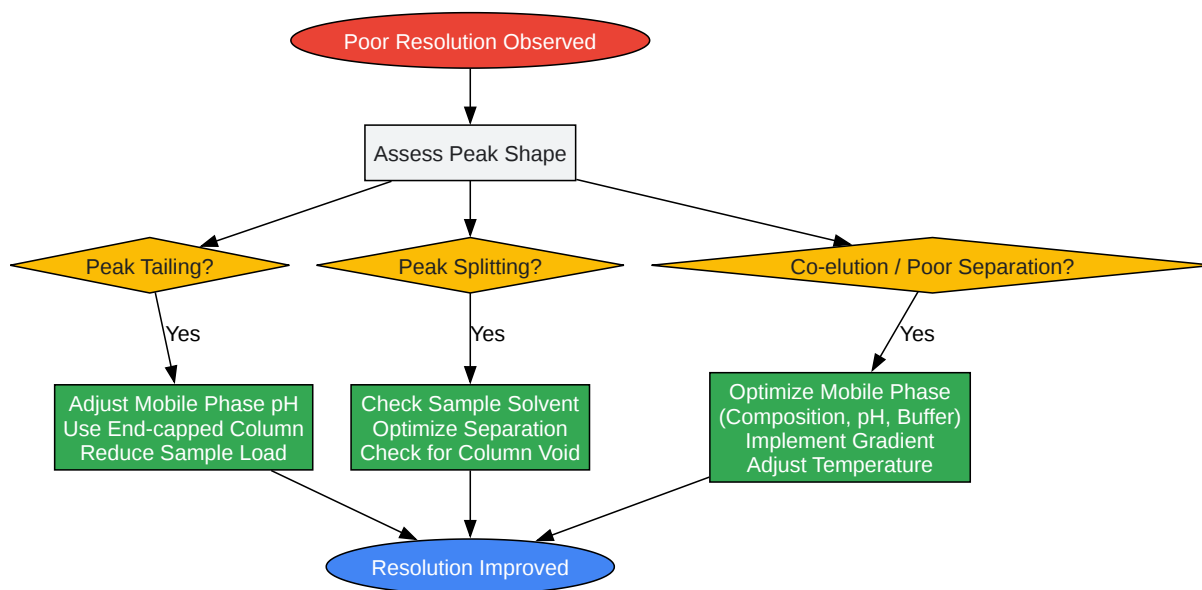 Poor Resolution Observed
Assess Peak Shape
Peak Tailing?
Peak Splitting?
Co-elution / Poor Separation?
Yes
Yes
Yes
Adjust Mobile Phase pH
Use End-capped Column
Reduce Sample Load
Check Sample Solvent
Optimize Separation
Check for Column Void
Optimize Mobile Phase
(Composition, pH, Buffer)
Implement Gradient
Adjust Temperature
Resolution Improved